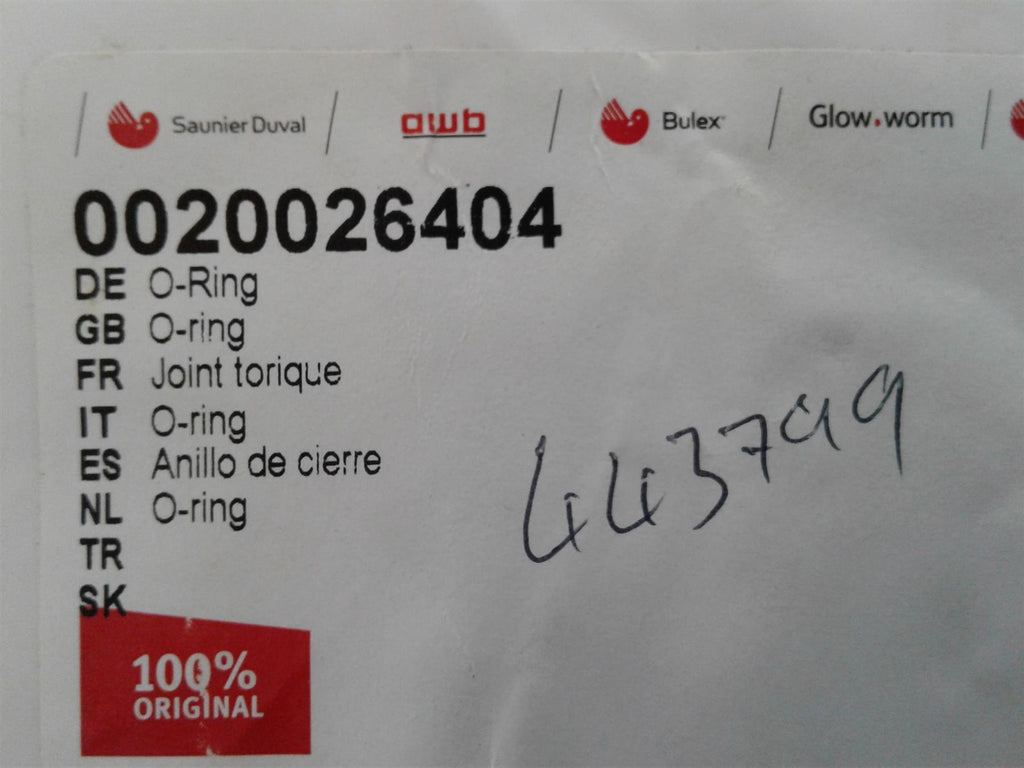 Saunier Duval awb Bulex Glow.worm
0020026404
DE O-Ring
GB O-ring
FR Joint torique
IT O-ring
ES Anillo de cierre
NL O-ring
TR
SK
443799
100%
ORIGINAL